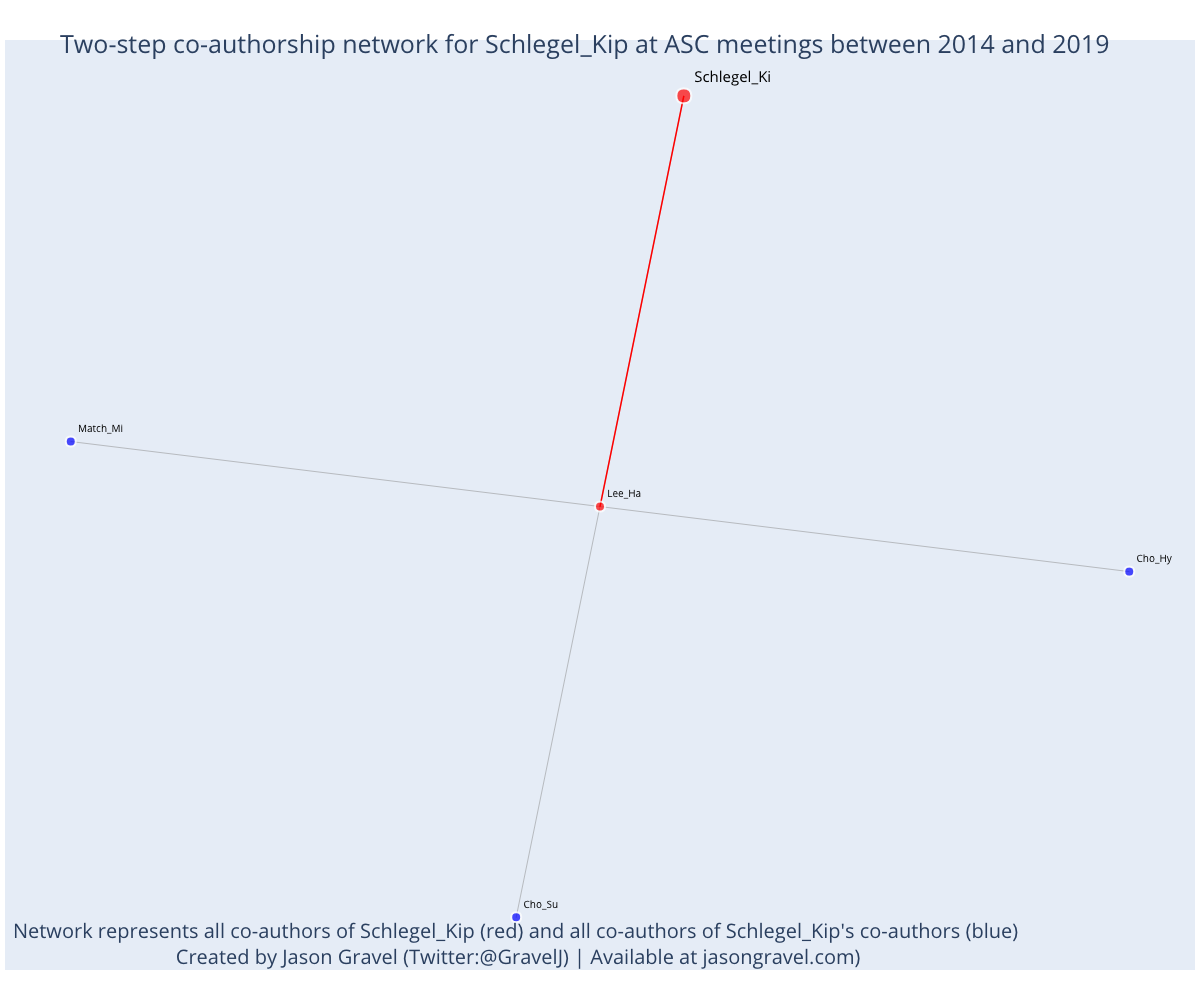 Two-step co-authorship network for Schlegel_Kip at ASC meetings between 2014 and 2019
Schlegel_Ki
Match_Mi
Lee_Ha
Cho_Hy
Cho_Su
Network represents all co-authors of Schlegel_Kip (red) and all co-authors of Schlegel_Kip's co-authors (blue)
Created by Jason Gravel (Twitter:@GravelJ) | Available at jasongravel.com)